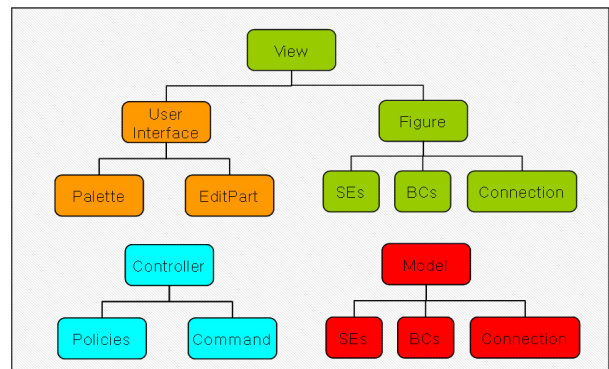 View
User
Interface
Figure
Palette
EditPart
SEs
BCs
Connection
Controller
Model
Policies
Command
SEs
BCs
Connection